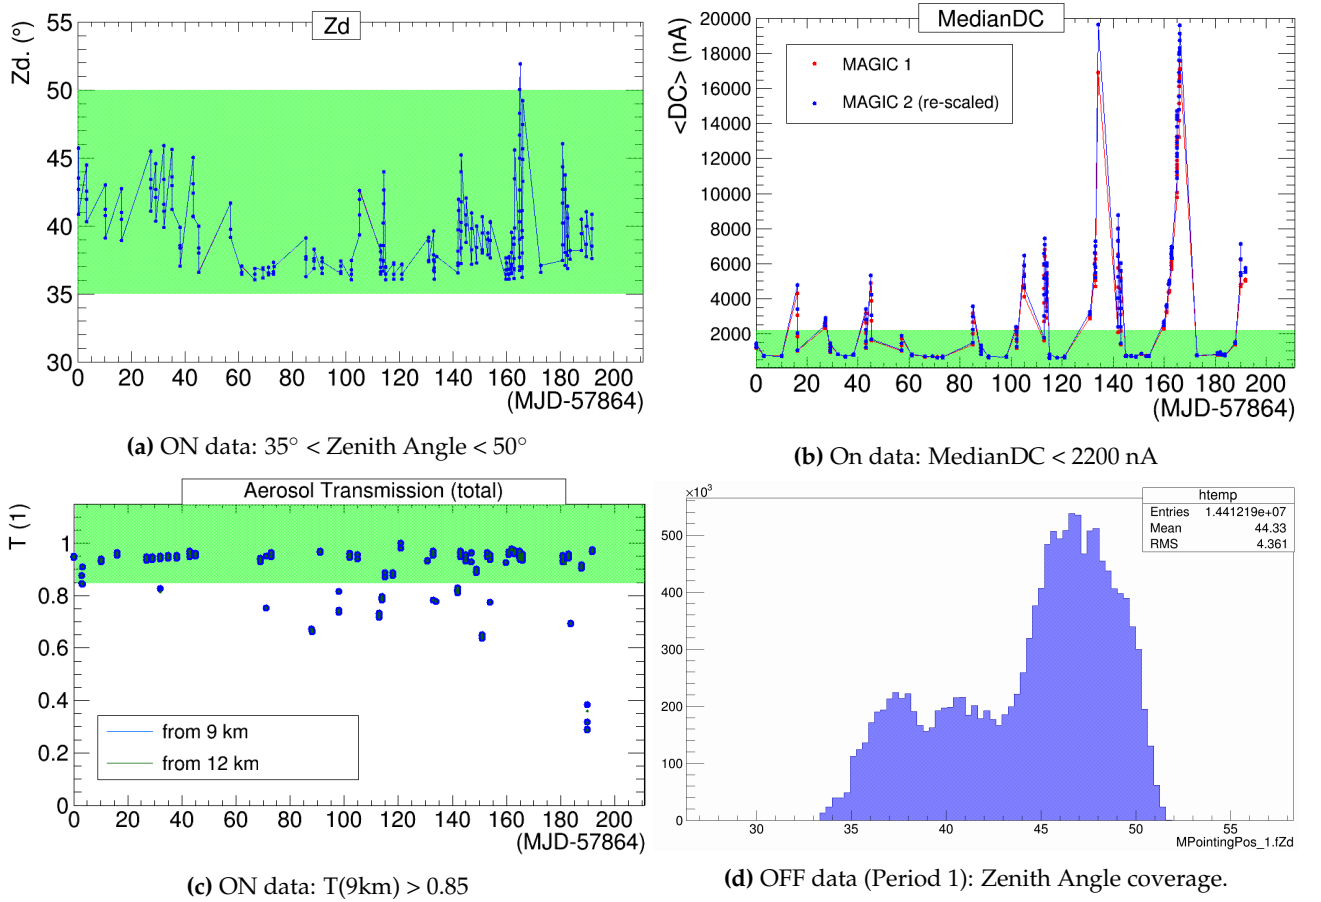 Zd
Zd. (°)
55
50
45
40
35
30
0 20 40 60 80 100 120 140 160 180 200
(MJD-57864)
(a) ON data: 35° < Zenith Angle < 50°
MedianDC
<DC> (nA)
20000
18000
16000
14000
12000
10000
8000
6000
4000
2000
MAGIC 1
MAGIC 2 (re-scaled)
0 20 40 60 80 100 120 140 160 180 200
(MJD-57864)
(b) On data: MedianDC < 2200 nA
Aerosol Transmission (total)
T (1)
1
0.8
0.6
0.4
0.2
0
from 9 km
from 12 km
0 20 40 60 80 100 120 140 160 180 200
(MJD-57864)
(c) ON data: T(9km) > 0.85
×10³
htemp
Entries 1.441219e+07
Mean 44.33
RMS 4.361
500
400
300
200
100
0
30 35 40 45 50 55
MPointingPos_1.fZd
(d) OFF data (Period 1): Zenith Angle coverage.